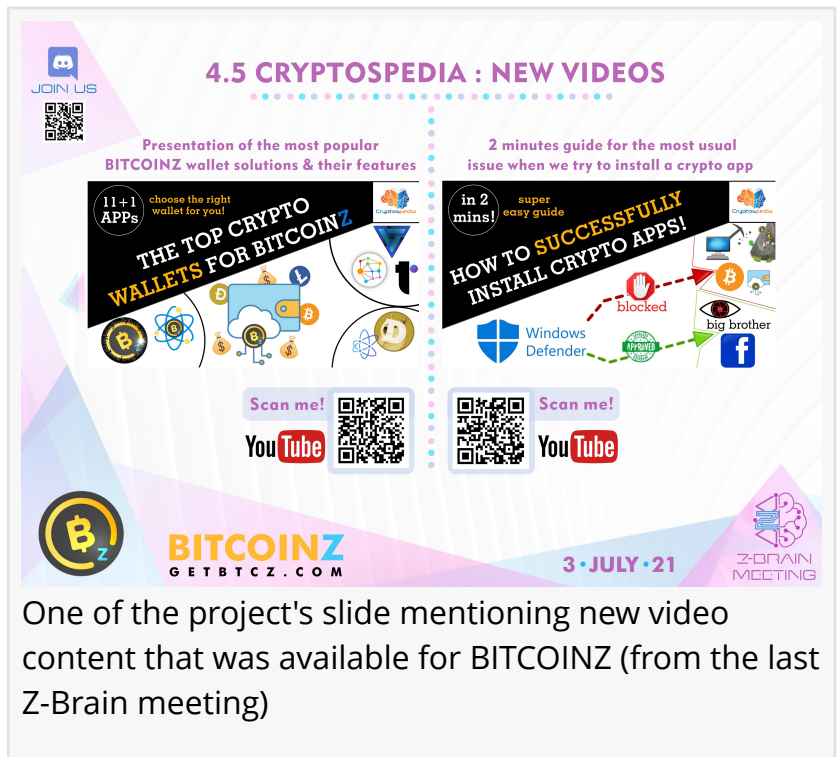 JOIN US
4.5 CRYPTOSPEDIA : NEW VIDEOS
Presentation of the most popular
BITCOINZ wallet solutions & their features
11+1
APPs
choose the right
wallet for you!
Cryptospedia
THE TOP CRYPTO
WALLETS FOR BITCOINZ
2 minutes guide for the most usual
issue when we try to install a crypto app
in 2
mins!
super
easy guide
Cryptospedia
HOW TO SUCCESSFULLY
INSTALL CRYPTO APPS!
blocked
big brother
Windows
Defender
APPROVED
Scan me!
YouTube
Scan me!
YouTube
BITCOINZ
GETBTCZ.COM
3•JULY•21
Z-BRAIN
MEETING
One of the project's slide mentioning new video
content that was available for BITCOINZ (from the last
Z-Brain meeting)